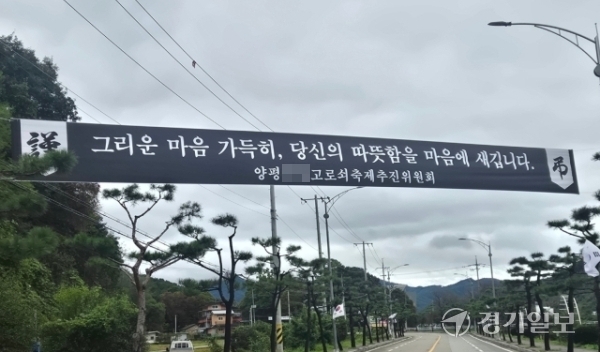 謹
그리운 마음 가득히, 당신의 따뜻함을 마음에 새깁니다.
弔
양평 고로쇠축제추진위원회
경기일보